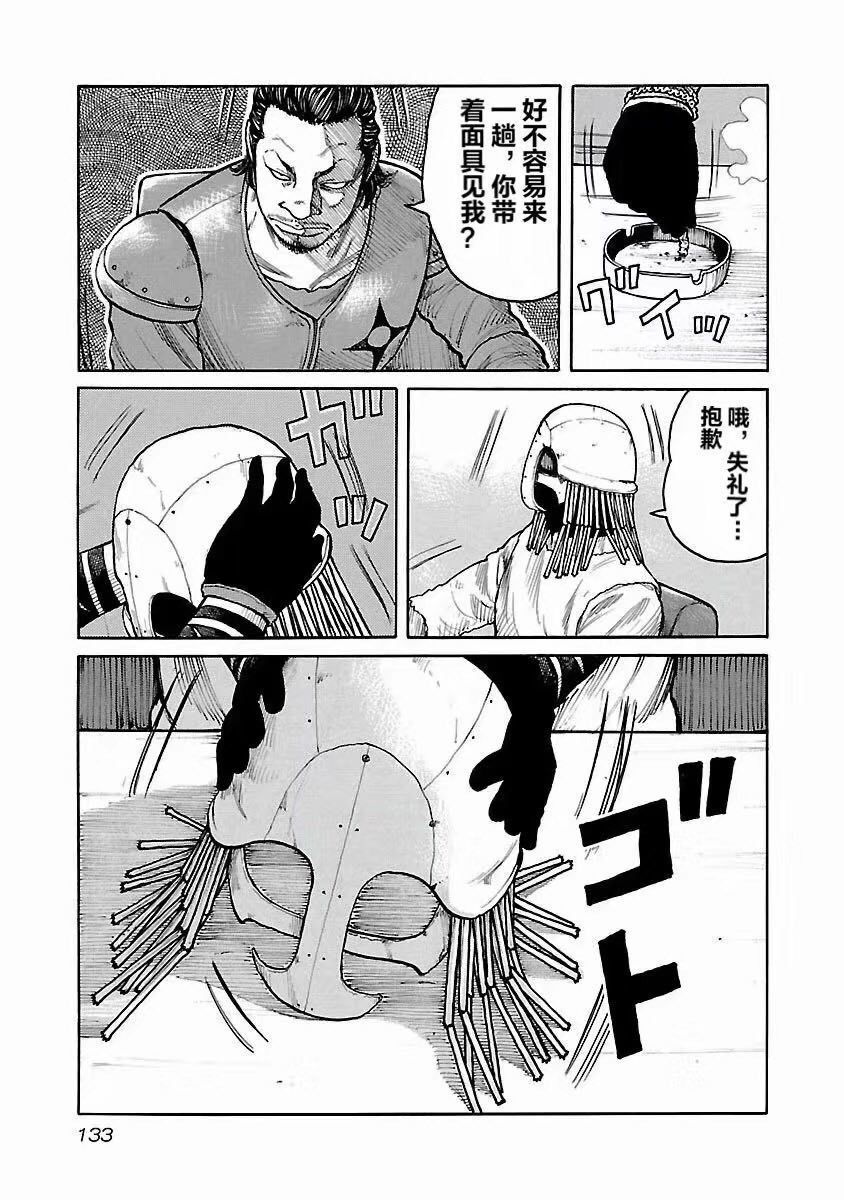 グイッ
好不容易来
一趟，你带
着面具见我？
哦，失礼了…
抱歉
ガバ
ゴト
133